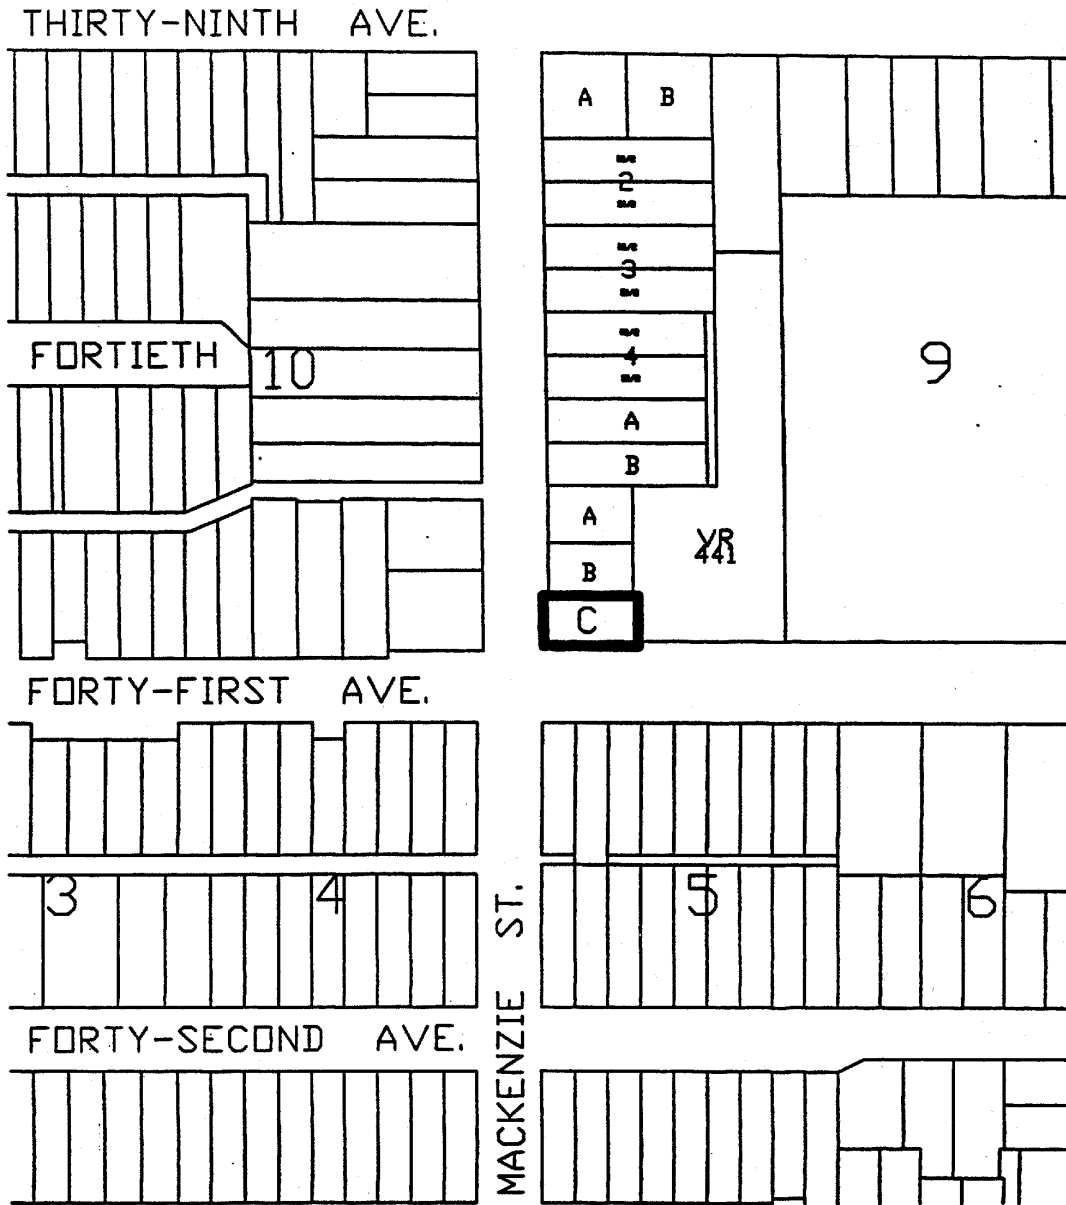 THIRTY-NINTH AVE.
A B
2
3
FORTIETH
10
4
9
A
B
A
VR
441
B
C
FORTY-FIRST AVE.
3 4 5 6
MACKENZIE ST.
FORTY-SECOND AVE.